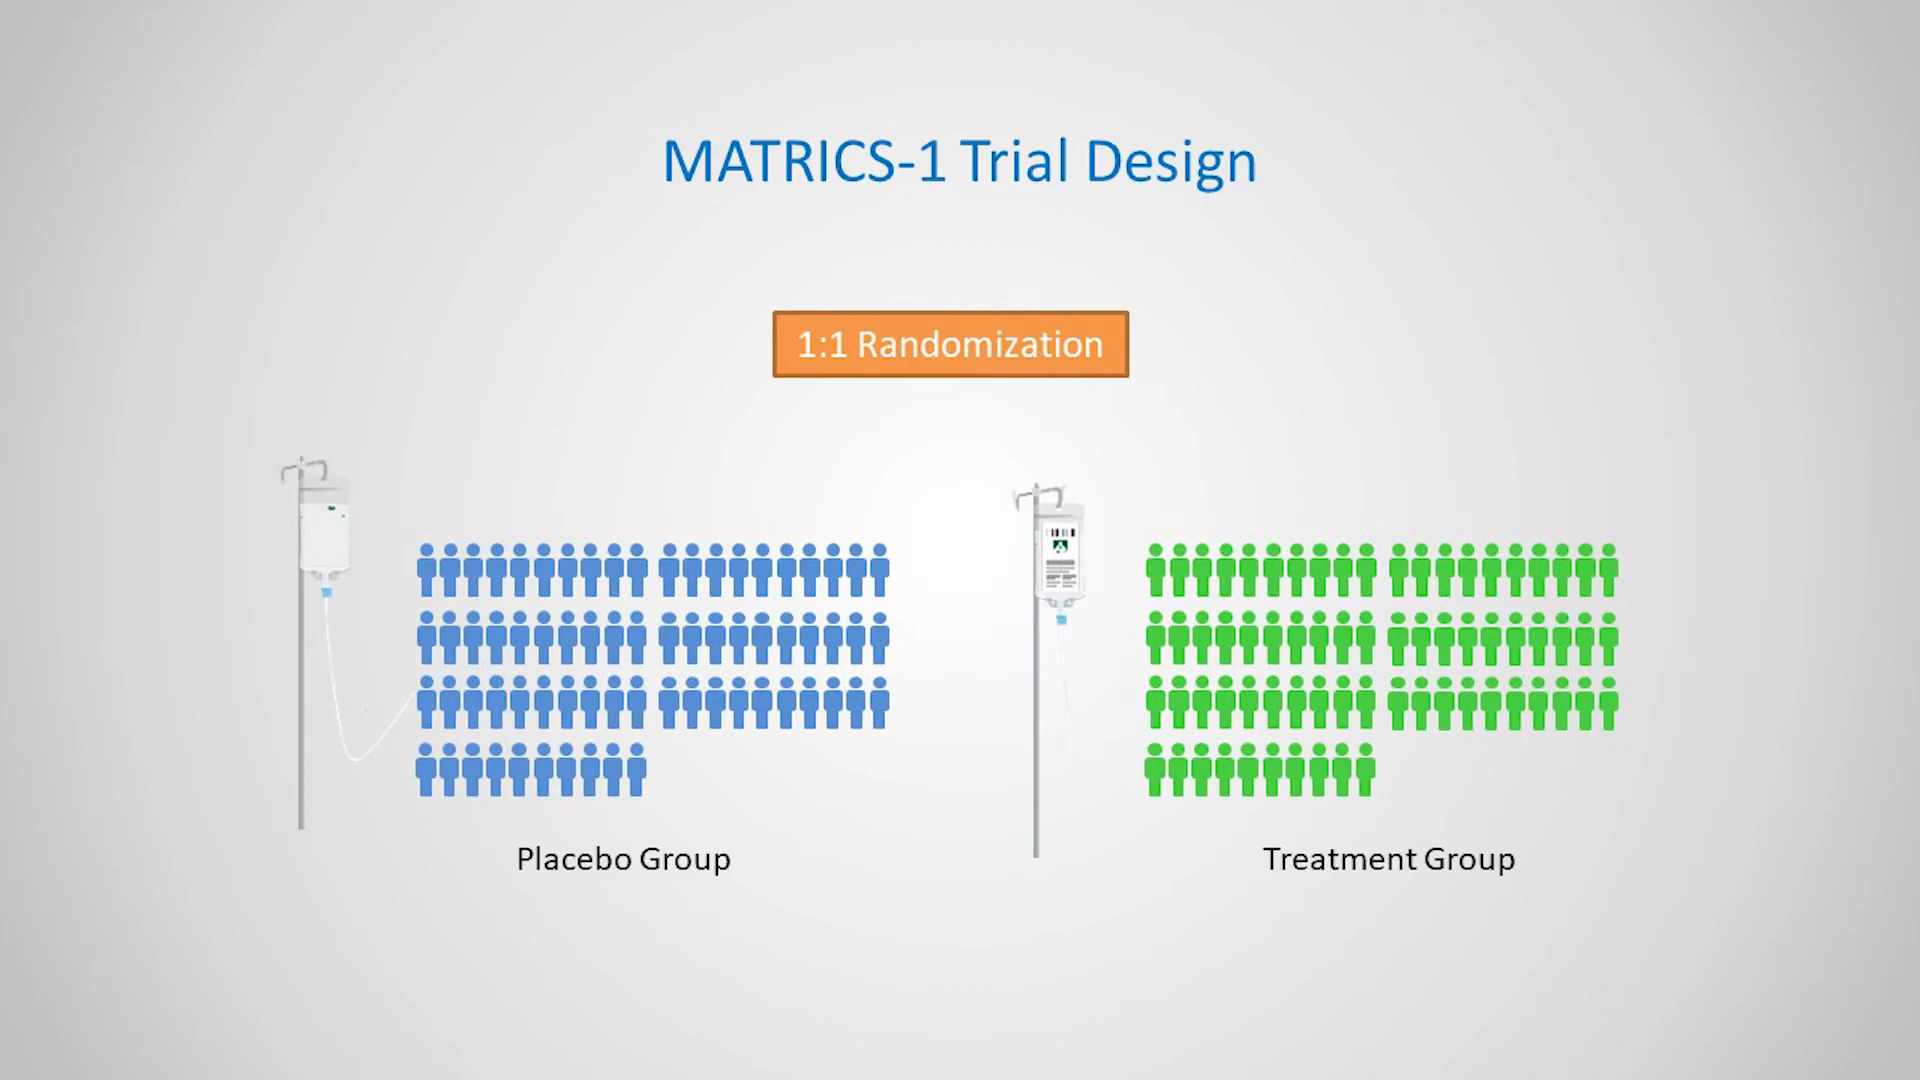 MATRICS-1 Trial Design
1:1 Randomization
Placebo Group
Treatment Group